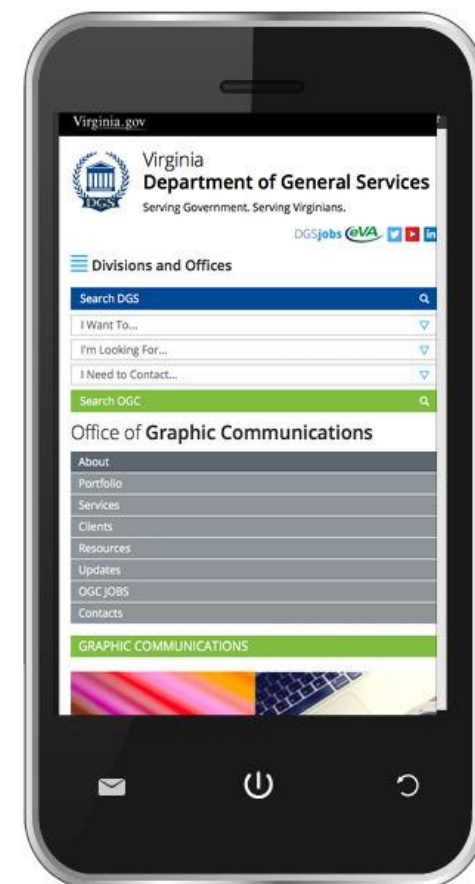 Virginia.gov
Virginia
Department of General Services
Serving Government. Serving Virginians.
DGS
DGSjobs eVA
Divisions and Offices
Search DGS
I Want To...
I'm Looking For...
I Need to Contact...
Search OGC
Office of Graphic Communications
About
Portfolio
Services
Clients
Resources
Updates
OGC JOBS
Contacts
GRAPHIC COMMUNICATIONS